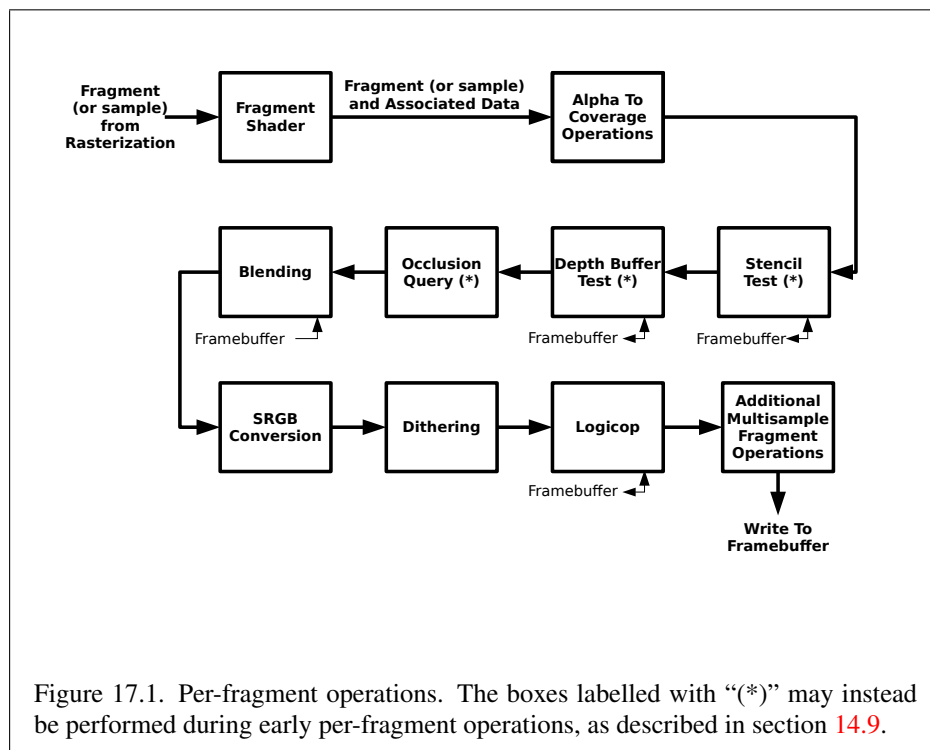 Fragment
(or sample)
from
Rasterization
Fragment
Shader
Fragment (or sample)
and Associated Data
Alpha To
Coverage
Operations
Blending
Occlusion
Query (*)
Depth Buffer
Test (*)
Stencil
Test (*)
Framebuffer
Framebuffer
Framebuffer
SRGB
Conversion
Dithering
Logicop
Additional
Multisample
Fragment
Operations
Framebuffer
Write To
Framebuffer
Figure 17.1. Per-fragment operations. The boxes labelled with “(*)” may instead
be performed during early per-fragment operations, as described in section 14.9.